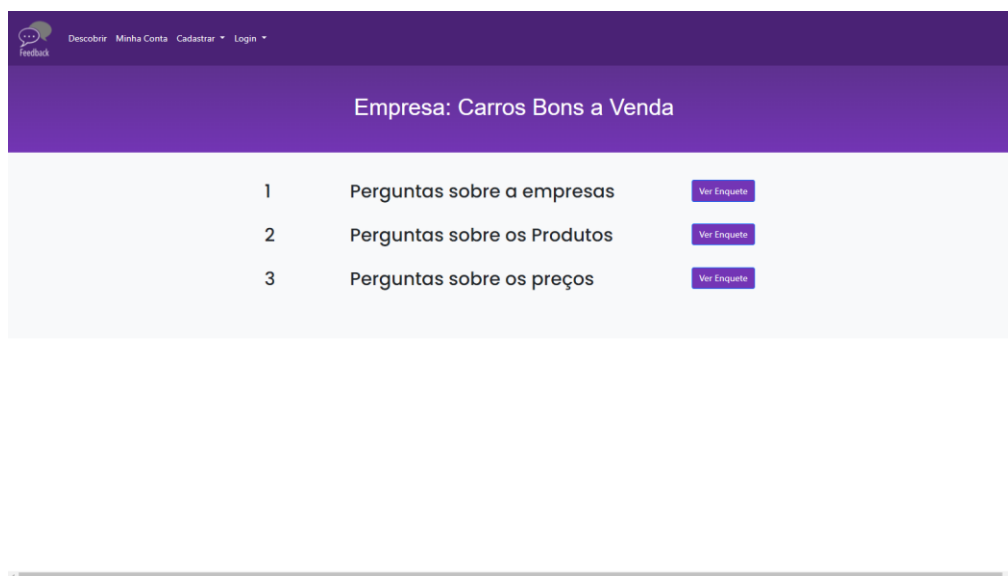 Feedback
Descobrir Minha Conta Cadastrar Login
Empresa: Carros Bons a Venda
1 Perguntas sobre a empresas Ver Enquete
2 Perguntas sobre os Produtos Ver Enquete
3 Perguntas sobre os preços Ver Enquete